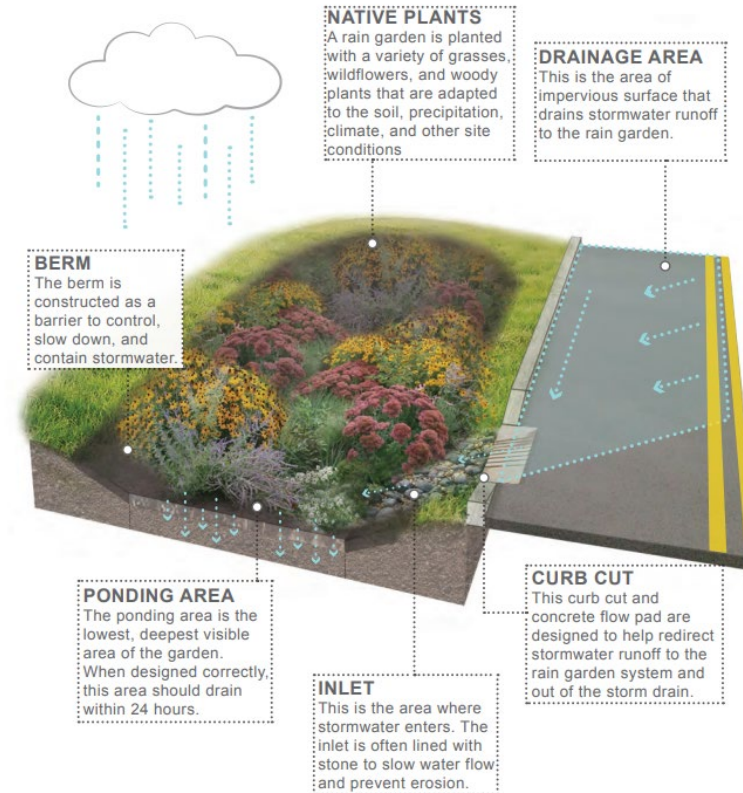 NATIVE PLANTS
A rain garden is planted
with a variety of grasses,
wildflowers, and woody
plants that are adapted
to the soil, precipitation,
climate, and other site
conditions
DRAINAGE AREA
This is the area of
impervious surface that
drains stormwater runoff
to the rain garden.
BERM
The berm is
constructed as a
barrier to control,
slow down, and
contain stormwater.
PONDING AREA
The ponding area is the
lowest, deepest visible
area of the garden.
When designed correctly,
this area should drain
within 24 hours.
INLET
This is the area where
stormwater enters. The
inlet is often lined with
stone to slow water flow
and prevent erosion.
CURB CUT
This curb cut and
concrete flow pad are
designed to help redirect
stormwater runoff to the
rain garden system and
out of the storm drain.